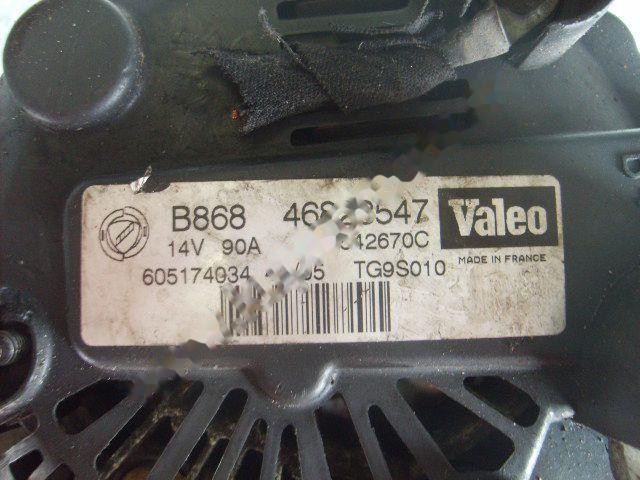 B868 Valeo
14V 90A
MADE IN FRANCE
605174034 TG9S010